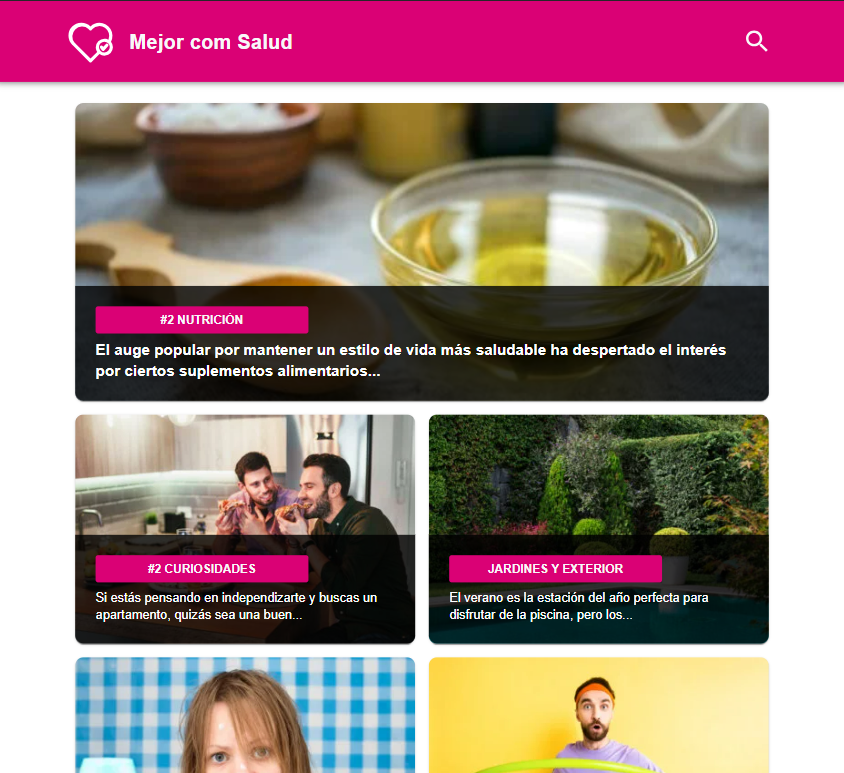 Mejor com Salud
#2 NUTRICIÓN
El auge popular por mantener un estilo de vida más saludable ha despertado el interés
por ciertos suplementos alimentarios...
#2 CURIOSIDADES
Si estás pensando en independizarte y buscas un
apartamento, quizás sea una buen...
JARDINES Y EXTERIOR
El verano es la estación del año perfecta para
disfrutar de la piscina, pero los...